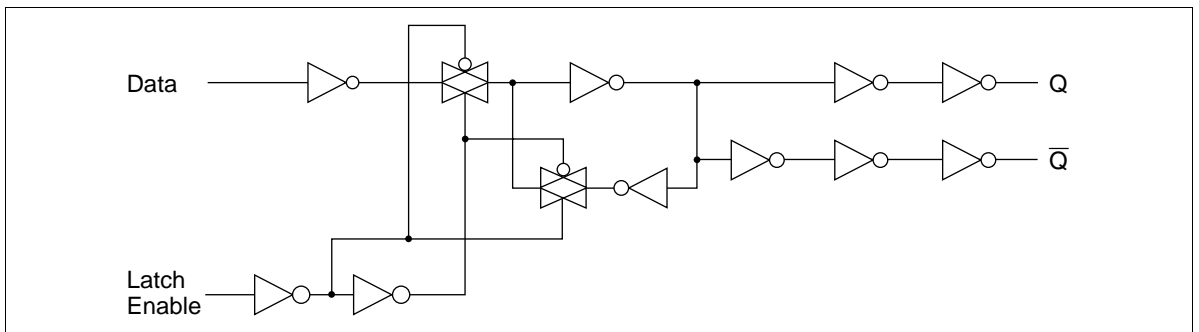 Data
Q
Q̅
Latch
Enable